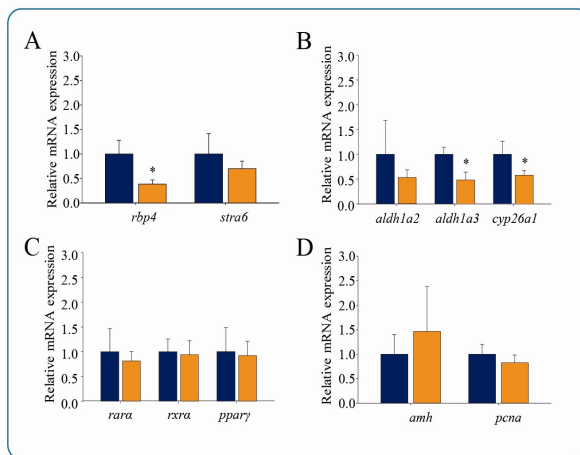 A
Relative mRNA expression
3.0
2.5
2.0
1.5
1.0
0.5
0.0
*
rbp4 stra6
B
Relative mRNA expression
3.0
2.5
2.0
1.5
1.0
0.5
0.0
* *
aldh1a2 aldh1a3 cyp26a1
C
Relative mRNA expression
3.0
2.5
2.0
1.5
1.0
0.5
0.0
rarα rxrα pparγ
D
Relative mRNA expression
3.0
2.5
2.0
1.5
1.0
0.5
0.0
amh pcna